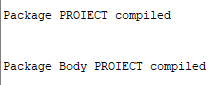 Package PROIECT compiled
Package Body PROIECT compiled